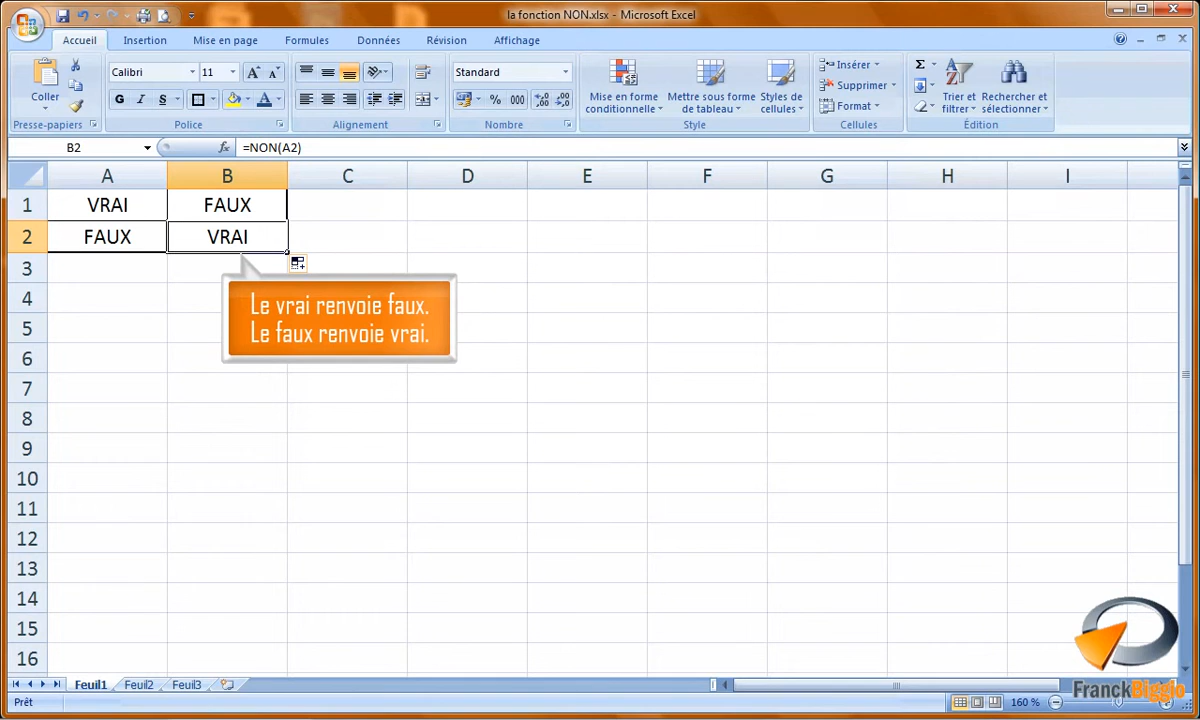 la fonction NON.xlsx - Microsoft Excel
Accueil Insertion Mise en page Formules Données Révision Affichage
Coller
Presse-papiers
Calibri 11
G I S
Police
Alignement
Standard
% 000
Nombre
Mise en forme conditionnelle
Mettre sous forme de tableau
Styles de cellules
Style
Insérer
Supprimer
Format
Cellules
Σ
Trier et filtrer
Rechercher et sélectionner
Édition
B2 fx =NON(A2)
A B C D E F G H I
1 VRAI FAUX
2 FAUX VRAI
3
Le vrai renvoie faux.
Le faux renvoie vrai.
4
5
6
7
8
9
10
11
12
13
14
15
16
FranckBigglo
Feuil1 Feuil2 Feuil3
Prêt 160 %